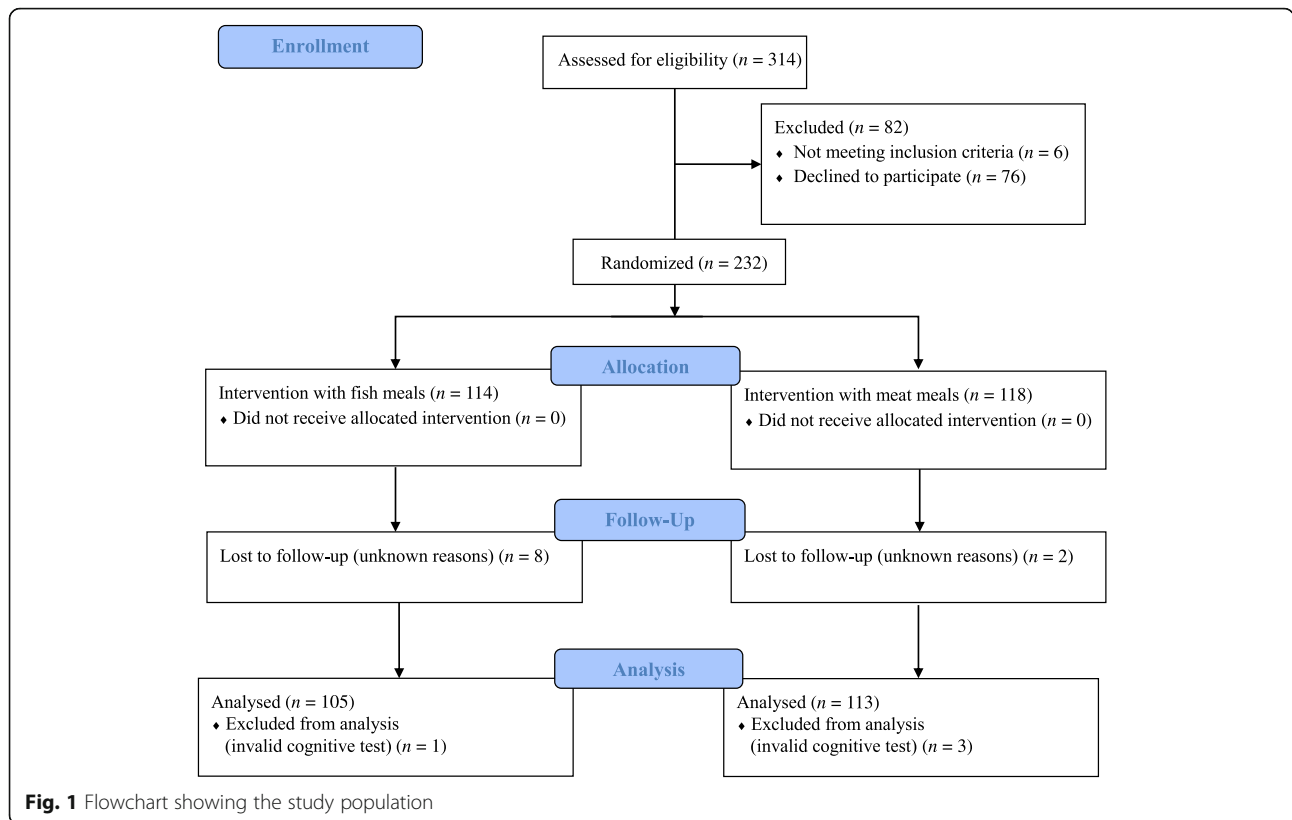 Enrollment
Assessed for eligibility (n = 314)
Excluded (n = 82)
♦ Not meeting inclusion criteria (n = 6)
♦ Declined to participate (n = 76)
Randomized (n = 232)
Allocation
Intervention with fish meals (n = 114)
♦ Did not receive allocated intervention (n = 0)
Intervention with meat meals (n = 118)
♦ Did not receive allocated intervention (n = 0)
Follow-Up
Lost to follow-up (unknown reasons) (n = 8)
Lost to follow-up (unknown reasons) (n = 2)
Analysis
Analysed (n = 105)
♦ Excluded from analysis
(invalid cognitive test) (n = 1)
Analysed (n = 113)
♦ Excluded from analysis
(invalid cognitive test) (n = 3)
Fig. 1 Flowchart showing the study population